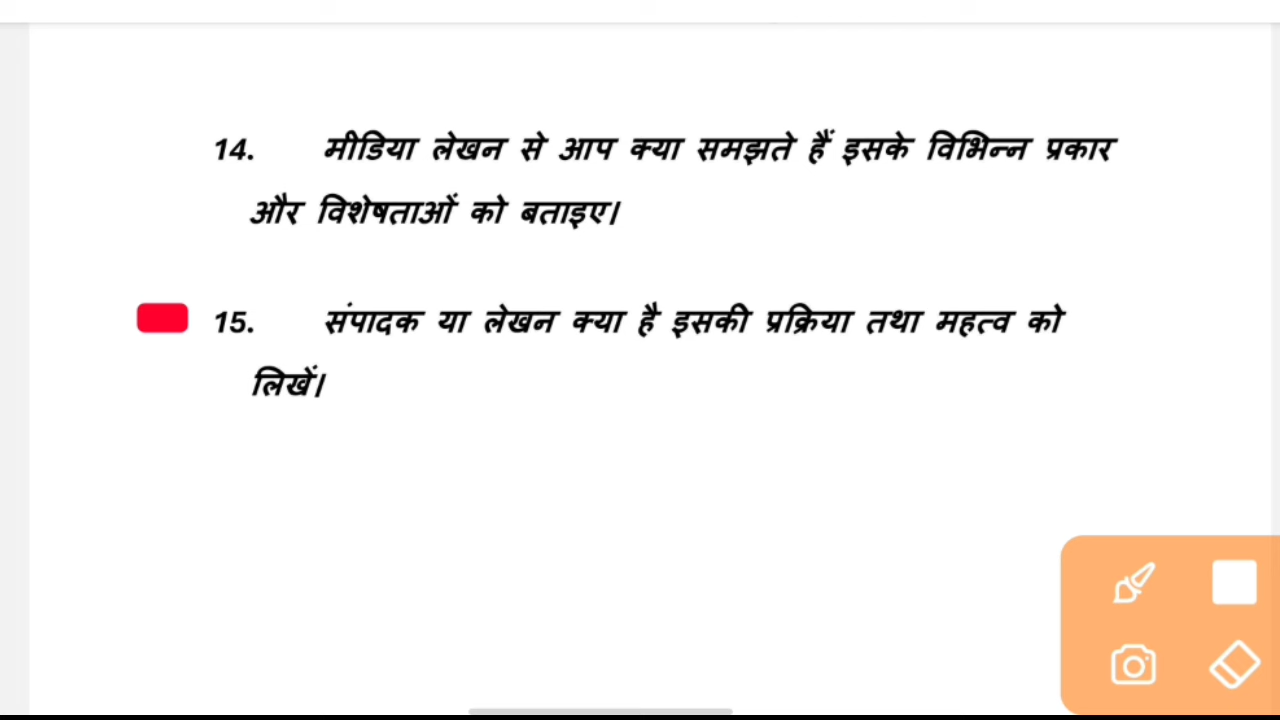 14. मीडिया लेखन से आप क्या समझते हैं इसके विभिन्न प्रकार
और विशेषताओं को बताइए।
15. संपादक या लेखन क्या है इसकी प्रक्रिया तथा महत्व को
लिखें।